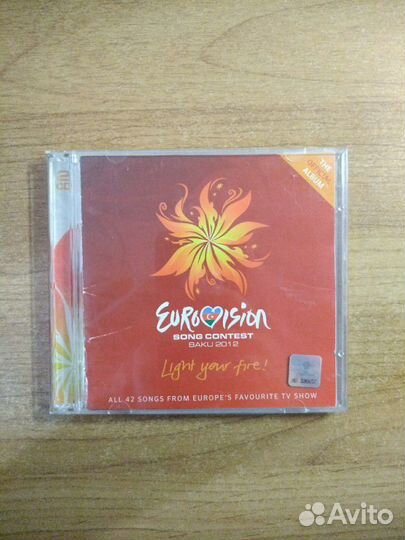 THE
OFFICIAL
ALBUM
EUROVISION
SONG CONTEST
BAKU 2012
Light your fire!
ALL 42 SONGS FROM EUROPE'S FAVOURITE TV SHOW
Avito